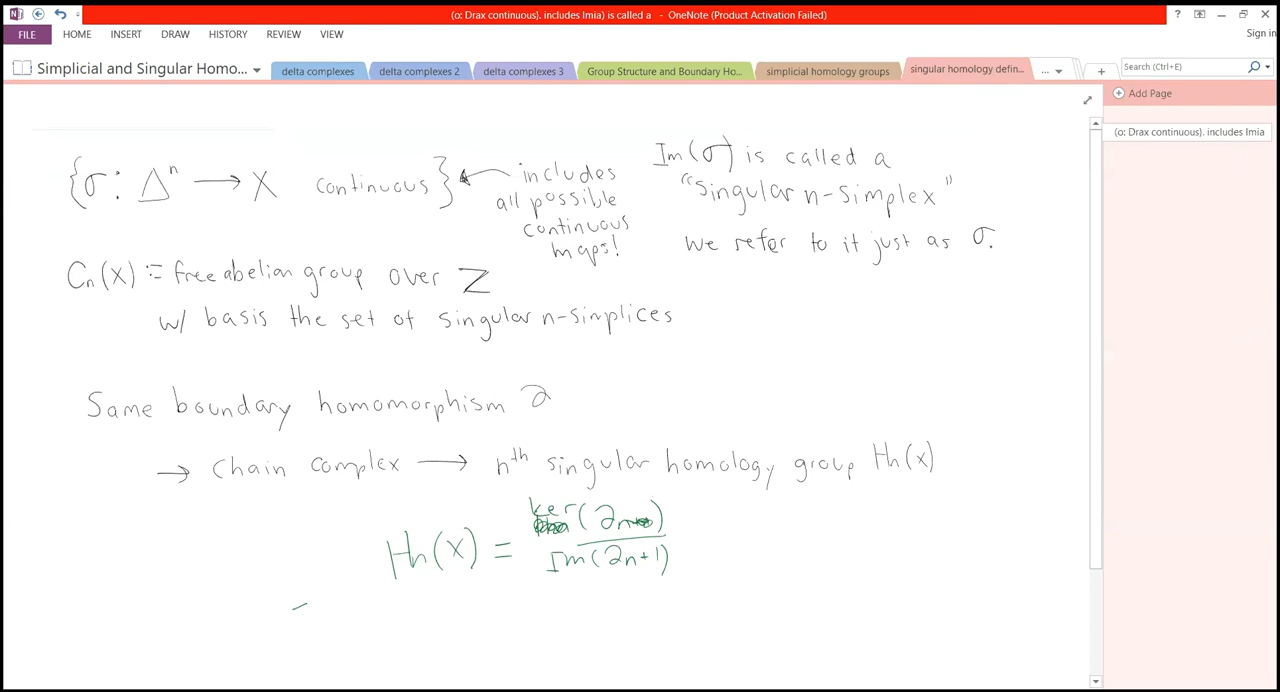 (o: Drax continuous). includes Imia) is called a - OneNote (Product Activation Failed)
FILE HOME INSERT DRAW HISTORY REVIEW VIEW
Sign in
Simplicial and Singular Homo... delta complexes delta complexes 2 delta complexes 3 Group Structure and Boundary Ho... simplicial homology groups singular homology defin... ... Search (Ctrl+E)
Add Page
(o: Drax continuous). includes Imia
{σ: Δⁿ → X continuous} ← includes
all possible
continuous
maps!
Im(σ) is called a
"singular n-simplex"
we refer to it just as σ.
Cn(X) := free abelian group over Z
w/ basis the set of singular n-simplices
Same boundary homomorphism ∂
→ Chain complex → nth singular homology group Hn(X)
Hn(X) = ker(∂n)
Im(∂n+1)